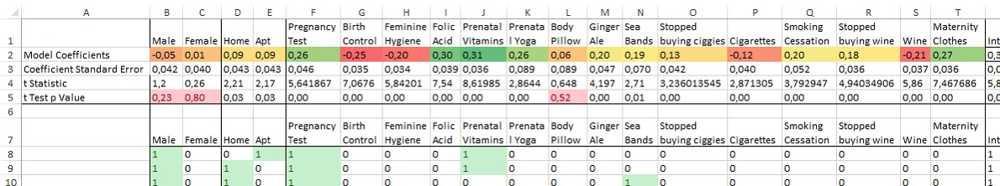 A B C D E F G H I J K L M N O P Q R S T
Pregnancy Birth Feminine Folic Prenatal Prenata Body Ginger Sea Stopped Smoking Stopped Maternity
1 Male Female Home Apt Test Control Hygiene Acid Vitamins l Yoga Pillow Ale Bands buying ciggies Cigarettes Cessation buying wine Wine Clothes Int
2 Model Coefficients -0,05 0,01 0,09 0,09 0,26 -0,25 -0,20 0,30 0,31 0,26 0,06 0,20 0,19 0,13 -0,12 0,20 0,18 -0,21 0,27 0,3
3 Coefficient Standard Error 0,042 0,040 0,043 0,043 0,046 0,035 0,034 0,039 0,036 0,089 0,089 0,047 0,070 0,042 0,040 0,052 0,036 0,037 0,036 0,0
4 t Statistic 1,2 0,26 2,21 2,17 5,641867 7,0676 5,84201 7,54 8,61985 2,8644 0,648 4,197 2,71 3,236013545 2,871305 3,792947 4,94034906 5,86 7,467686 5,8
5 t Test p Value 0,23 0,80 0,03 0,03 0,00 0,00 0,00 0,00 0,00 0,00 0,52 0,00 0,01 0,00 0,00 0,00 0,00 0,00 0,00 0,0
6
Pregnancy Birth Feminine Folic Prenatal Prenata Body Ginger Sea Stopped Smoking Stopped Maternity
7 Male Female Home Apt Test Control Hygiene Acid Vitamins l Yoga Pillow Ale Bands buying ciggies Cigarettes Cessation buying wine Wine Clothes Int
8 1 0 0 1 1 0 0 0 1 0 0 0 0 0 0 0 0 0 0 1
9 1 0 1 0 1 0 0 0 1 0 0 0 0 0 0 0 0 0 0 1
10 1 0 1 0 1 0 0 0 0 0 0 0 1 0 0 0 0 0 0 1